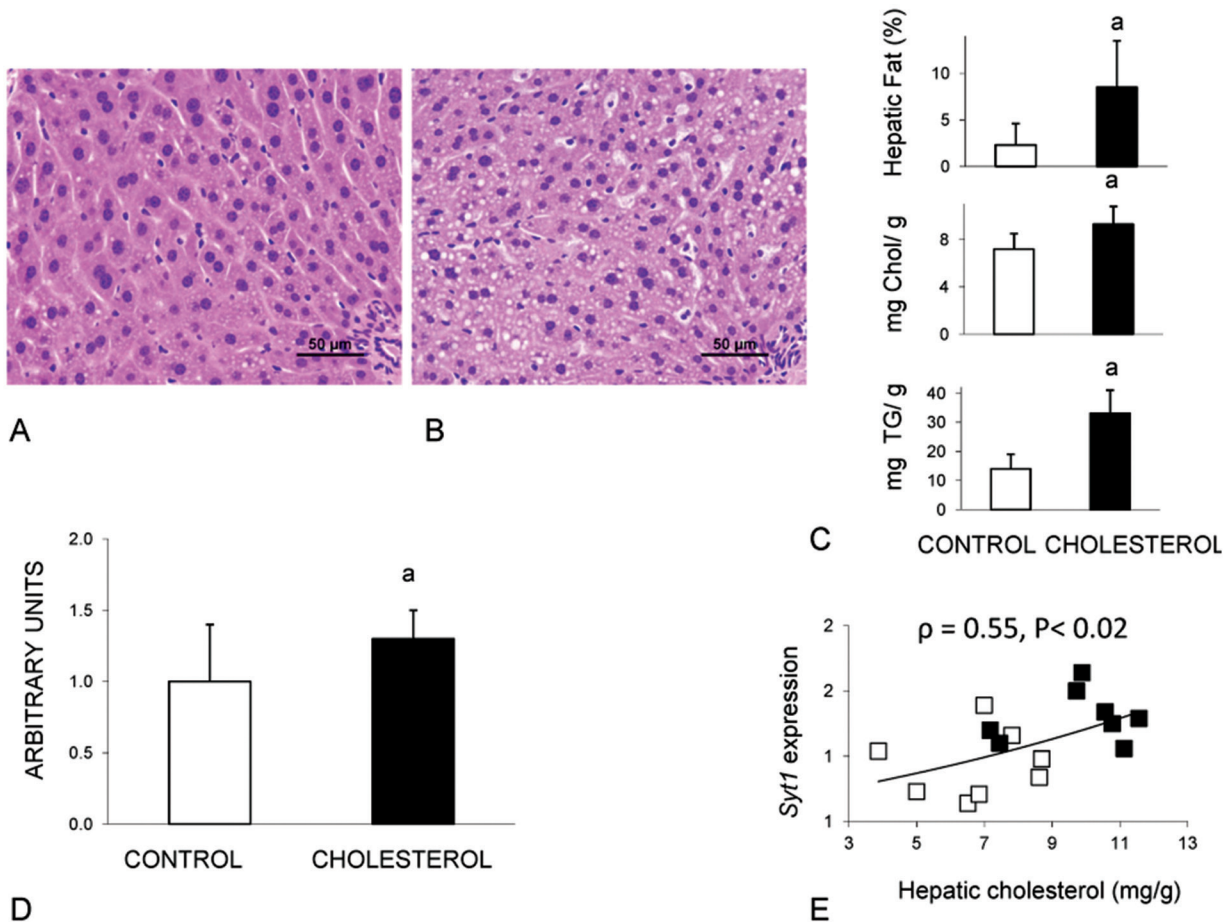 50 µm
A
50 µm
B
Hepatic Fat (%)
10
5
0
a
mg Chol/ g
8
4
0
a
mg TG/ g
40
30
20
10
0
a
C
CONTROL CHOLESTEROL
ARBITRARY UNITS
2.0
1.5
1.0
0.5
0.0
a
CONTROL CHOLESTEROL
D
Syt1 expression
2
2
1
1
ρ = 0.55, P< 0.02
3 5 7 9 11 13
Hepatic cholesterol (mg/g)
E